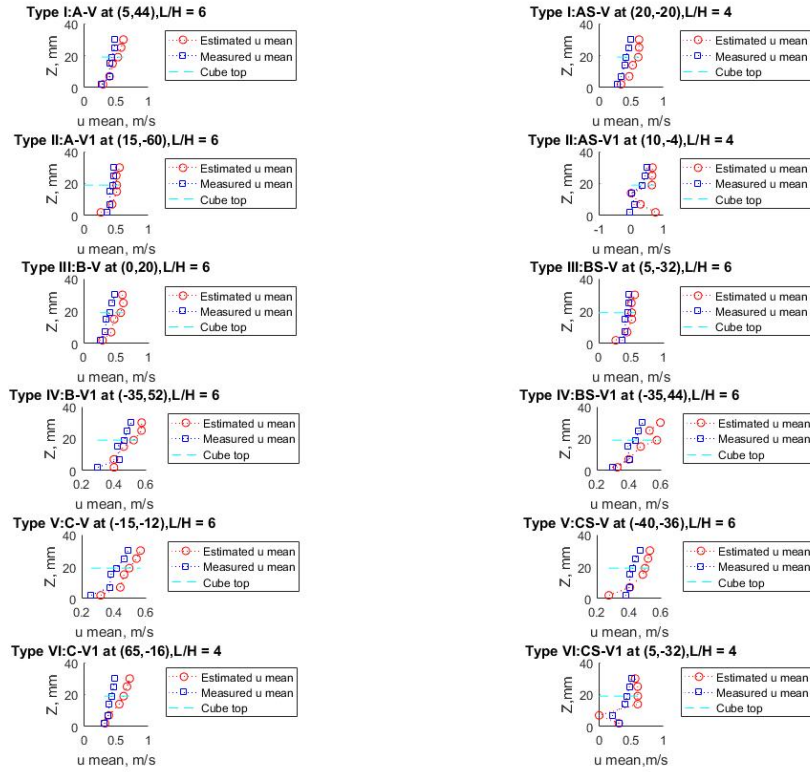 Type I:A-V at (5,44),L/H = 6
40
20
0
Z, mm
0 0.5 1
u mean, m/s
Estimated u mean
Measured u mean
Cube top
Type I:AS-V at (20,-20),L/H = 4
40
20
0
Z, mm
0 0.5 1
u mean, m/s
Estimated u mean
Measured u mean
Cube top
Type II:A-V1 at (15,-60),L/H = 6
40
20
0
Z, mm
0 0.5 1
u mean, m/s
Estimated u mean
Measured u mean
Cube top
Type II:AS-V1 at (10,-4),L/H = 4
40
20
0
Z, mm
-1 0 1
u mean, m/s
Estimated u mean
Measured u mean
Cube top
Type III:B-V at (0,20),L/H = 6
40
20
0
Z, mm
0 0.5 1
u mean, m/s
Estimated u mean
Measured u mean
Cube top
Type III:BS-V at (5,-32),L/H = 6
40
20
0
Z, mm
0 0.5 1
u mean, m/s
Estimated u mean
Measured u mean
Cube top
Type IV:B-V1 at (-35,52),L/H = 6
40
20
0
Z, mm
0.2 0.4 0.6
u mean, m/s
Estimated u mean
Measured u mean
Cube top
Type IV:BS-V1 at (-35,44),L/H = 6
40
20
0
Z, mm
0.2 0.4 0.6
u mean, m/s
Estimated u mean
Measured u mean
Cube top
Type V:C-V at (-15,-12),L/H = 6
40
20
0
Z, mm
0.2 0.4 0.6
u mean, m/s
Estimated u mean
Measured u mean
Cube top
Type V:CS-V at (-40,-36),L/H = 6
40
20
0
Z, mm
0.2 0.4 0.6
u mean, m/s
Estimated u mean
Measured u mean
Cube top
Type VI:C-V1 at (65,-16),L/H = 4
40
20
0
Z, mm
0 0.5 1
u mean, m/s
Estimated u mean
Measured u mean
Cube top
Type VI:CS-V1 at (5,-32),L/H = 4
40
20
0
Z,mm
0 0.5 1
u mean,m/s
Estimated u mean
Measured u mean
Cube top